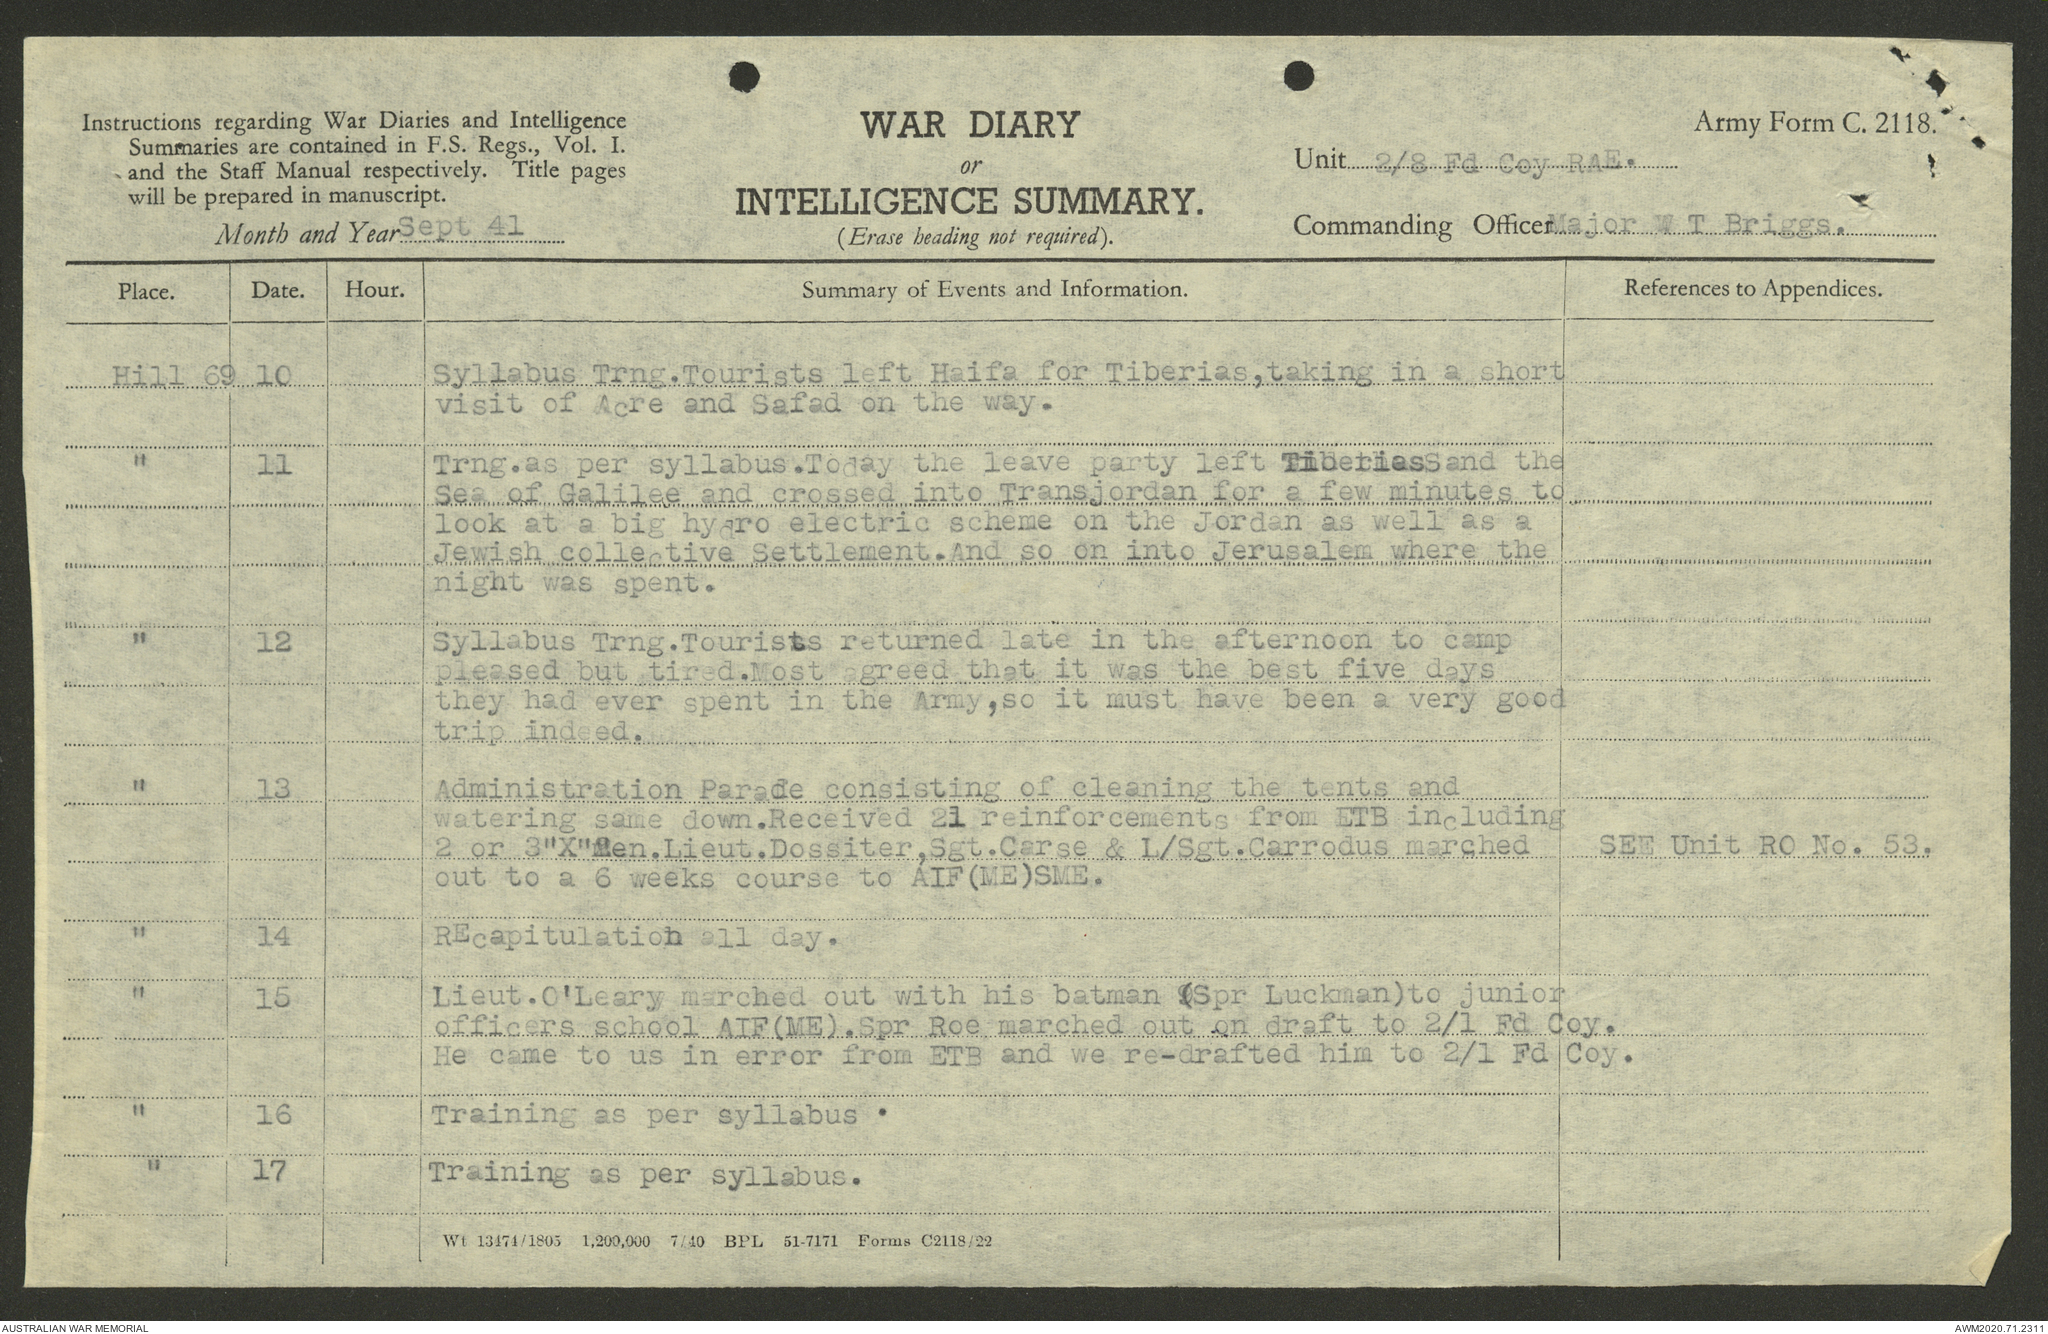 Instructions regarding War Diaries and Intelligence
Summaries are contained in F.S. Regs., Vol. I.
and the Staff Manual respectively. Title pages
will be prepared in manuscript.
Month and Year Sept 41
WAR DIARY
or
INTELLIGENCE SUMMARY.
(Erase heading not required).
Army Form C. 2118.
Unit 2/8 Fd Coy RAE.
Commanding Officer Major W T Briggs.
Place. Date. Hour. Summary of Events and Information. References to Appendices.
Hill 69 10 Syllabus Trng.Tourists left Haifa for Tiberias,taking in a short
visit of Acre and Safad on the way.
" 11 Trng.as per syllabus.Today the leave party left TiberiasSand the
Sea of Galilee and crossed into Transjordan for a few minutes to
look at a big hydro electric scheme on the Jordan as well as a
Jewish collective Settlement.And so on into Jerusalem where the
night was spent.
" 12 Syllabus Trng.Tourists returned late in the afternoon to camp
pleased but tired.Most agreed that it was the best five days
they had ever spent in the Army,so it must have been a very good
trip indeed.
" 13 Administration Parade consisting of cleaning the tents and
watering same down.Received 21 reinforcements from ETB including
2 or 3"X"men.Lieut.Dossiter,Sgt.Carse & L/Sgt.Carrodus marched SEE Unit RO No. 53.
out to a 6 weeks course to AIF(ME)SME.
" 14 REcapitulation all day.
" 15 Lieut.O'Leary marched out with his batman (Spr Luckman)to junior
officers school AIF(ME).Spr Roe marched out on draft to 2/1 Fd Coy.
He came to us in error from ETB and we re-drafted him to 2/1 Fd Coy.
" 16 Training as per syllabus .
" 17 Training as per syllabus.
Wt 13474/1805 1,200,000 7/40 BPL 51-7171 Forms C2118/22
AUSTRALIAN WAR MEMORIAL
AWM2020.71.2311